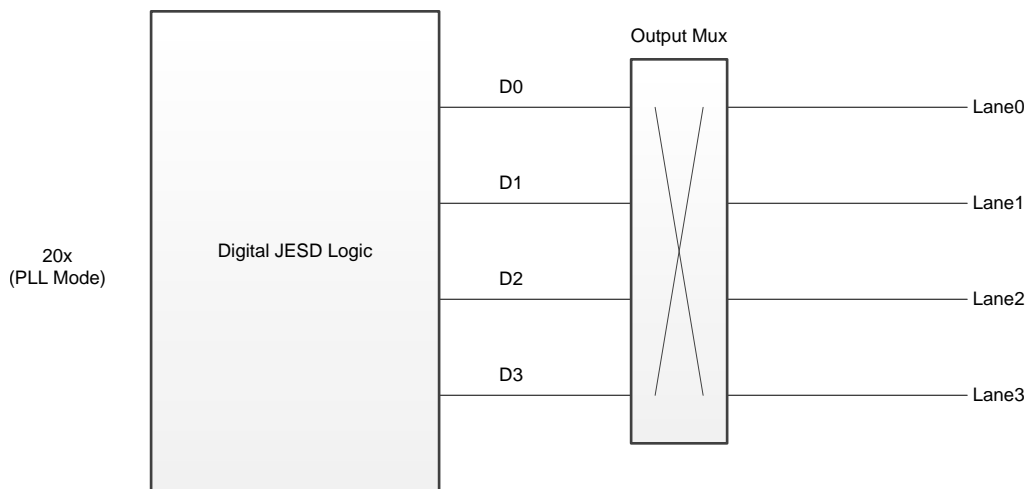 Output Mux
D0
Lane0
D1
Lane1
20x
(PLL Mode)
Digital JESD Logic
D2
Lane2
D3
Lane3